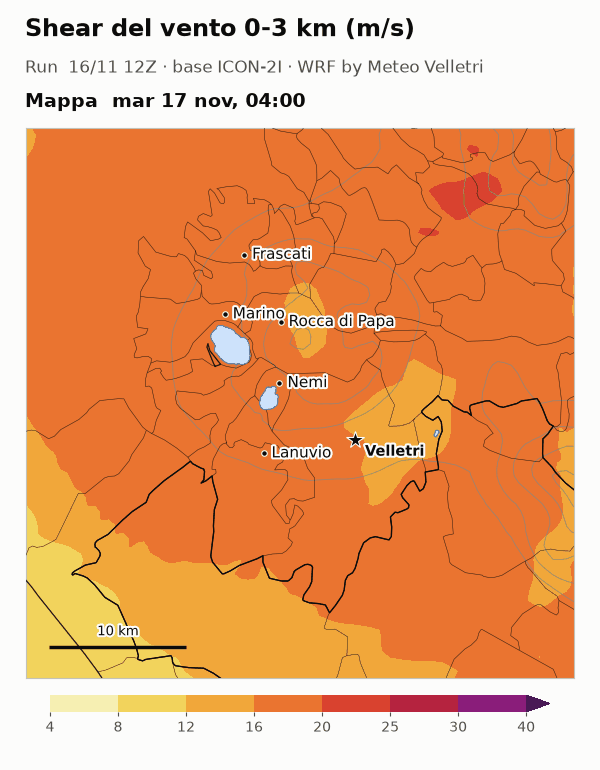 Shear del vento 0-3 km (m/s)
Run 16/11 12Z · base ICON-2I · WRF by Meteo Velletri
Mappa mar 17 nov, 04:00
Frascati
Marino
Rocca di Papa
Nemi
Velletri
Lanuvio
10 km
4 8 12 16 20 25 30 40